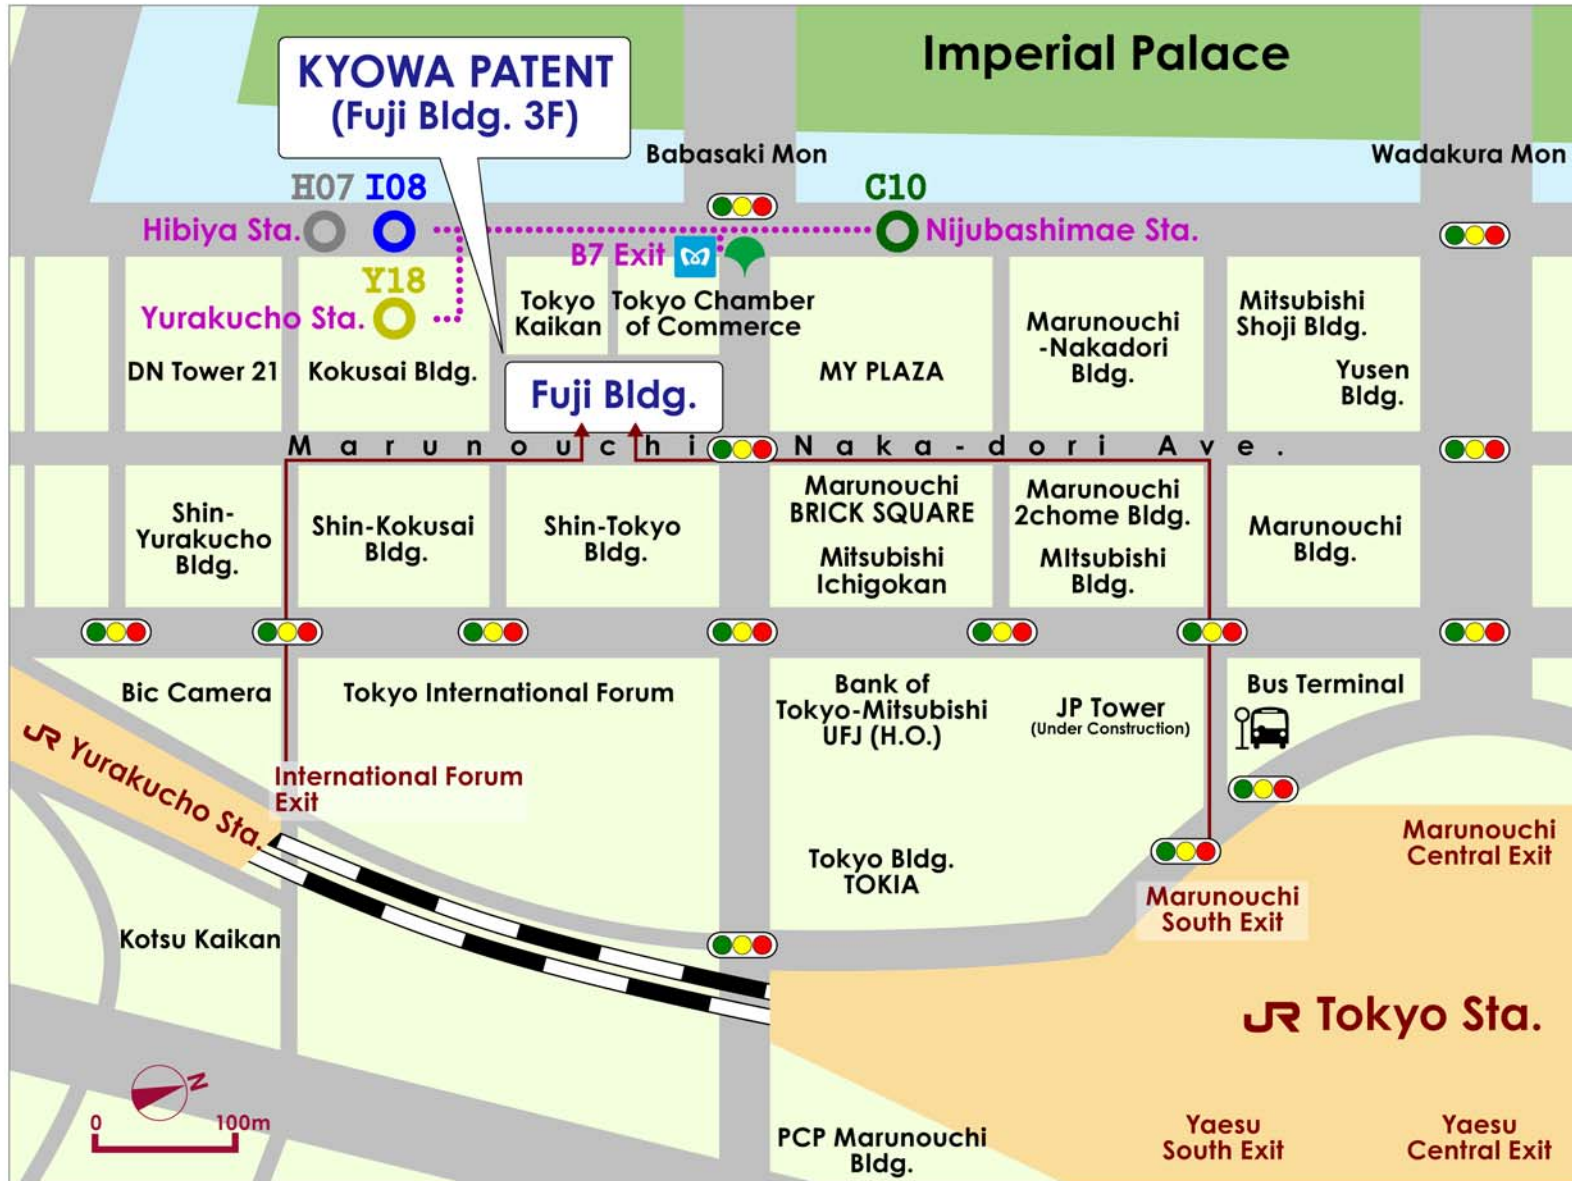 Imperial Palace
KYOWA PATENT
(Fuji Bldg. 3F)
Babasaki Mon
Wadakura Mon
H07
I08
C10
Hibiya Sta.
Nijubashimae Sta.
B7 Exit
Y18
Yurakucho Sta.
Tokyo
Kaikan
Tokyo Chamber
of Commerce
Marunouchi
-Nakadori
Bldg.
Mitsubishi
Shoji Bldg.
Yusen
Bldg.
DN Tower 21
Kokusai Bldg.
MY PLAZA
Fuji Bldg.
Marunouchi Naka-dori Ave.
Shin-
Yurakucho
Bldg.
Shin-Kokusai
Bldg.
Shin-Tokyo
Bldg.
Marunouchi
BRICK SQUARE
Mitsubishi
Ichigokan
Marunouchi
2chome Bldg.
MItsubishi
Bldg.
Marunouchi
Bldg.
Bic Camera
Tokyo International Forum
Bank of
Tokyo-Mitsubishi
UFJ (H.O.)
JP Tower
(Under Construction)
Bus Terminal
JR Yurakucho Sta.
International Forum
Exit
Tokyo Bldg.
TOKIA
Marunouchi
Central Exit
Marunouchi
South Exit
Kotsu Kaikan
JR Tokyo Sta.
N
0 100m
PCP Marunouchi
Bldg.
Yaesu
South Exit
Yaesu
Central Exit